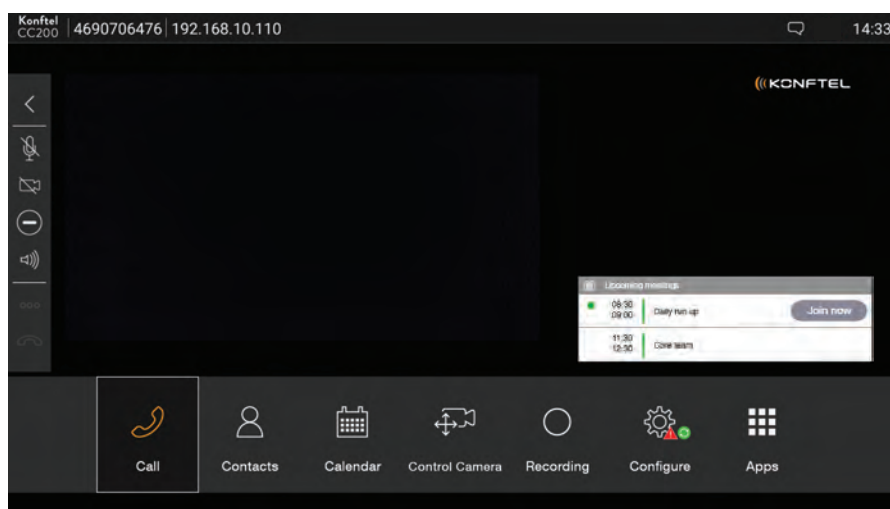 Konftel
CC200
4690706476
192.168.10.110
14:33
KONFTEL
Upcoming meetings
08:30
09:00
Daily run up
Join now
11:30
12:30
Core team
Call
Contacts
Calendar
Control Camera
Recording
Configure
Apps